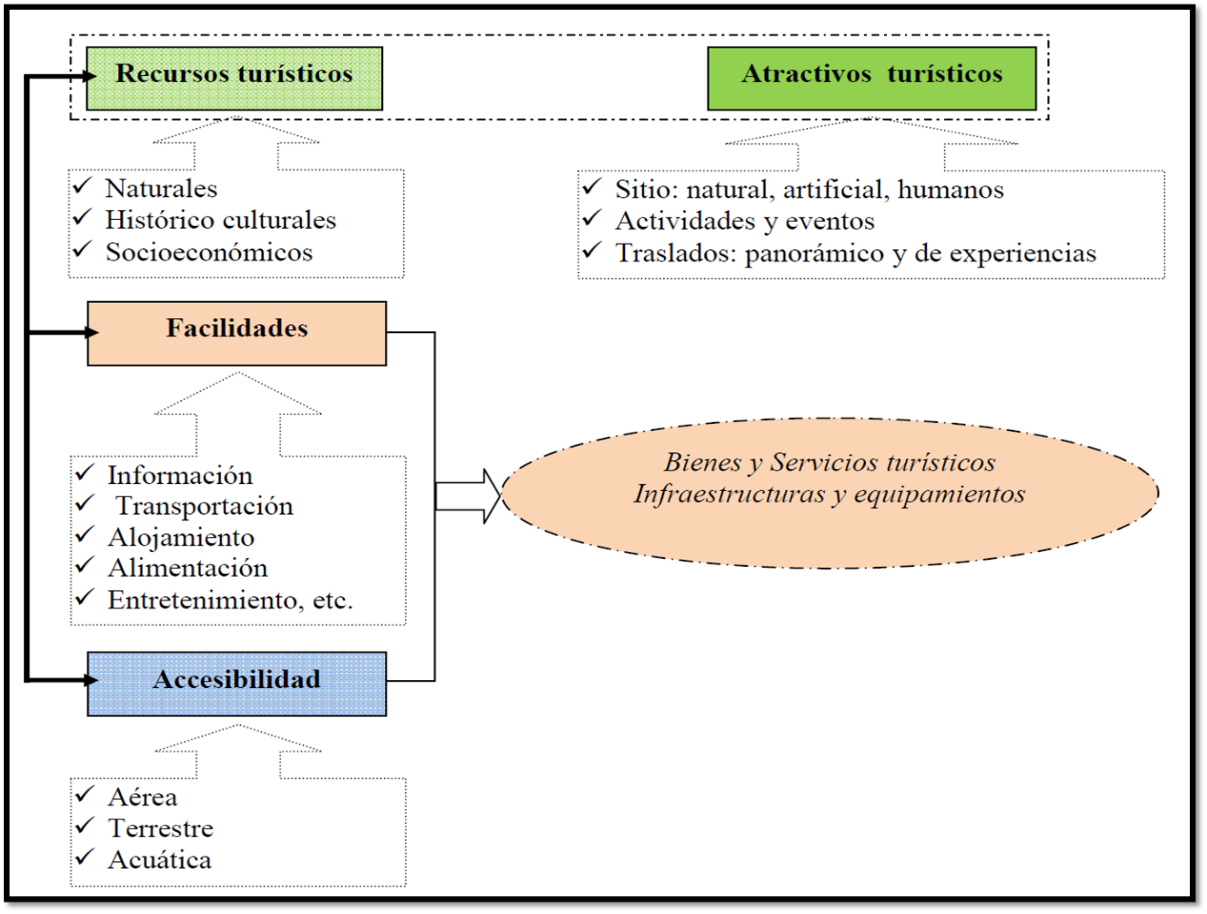 Recursos turísticos
Atractivos turísticos
✓ Naturales
✓ Histórico culturales
✓ Socioeconómicos
✓ Sitio: natural, artificial, humanos
✓ Actividades y eventos
✓ Traslados: panorámico y de experiencias
Facilidades
✓ Información
✓ Transportación
✓ Alojamiento
✓ Alimentación
✓ Entretenimiento, etc.
Bienes y Servicios turísticos
Infraestructuras y equipamientos
Accesibilidad
✓ Aérea
✓ Terrestre
✓ Acuática